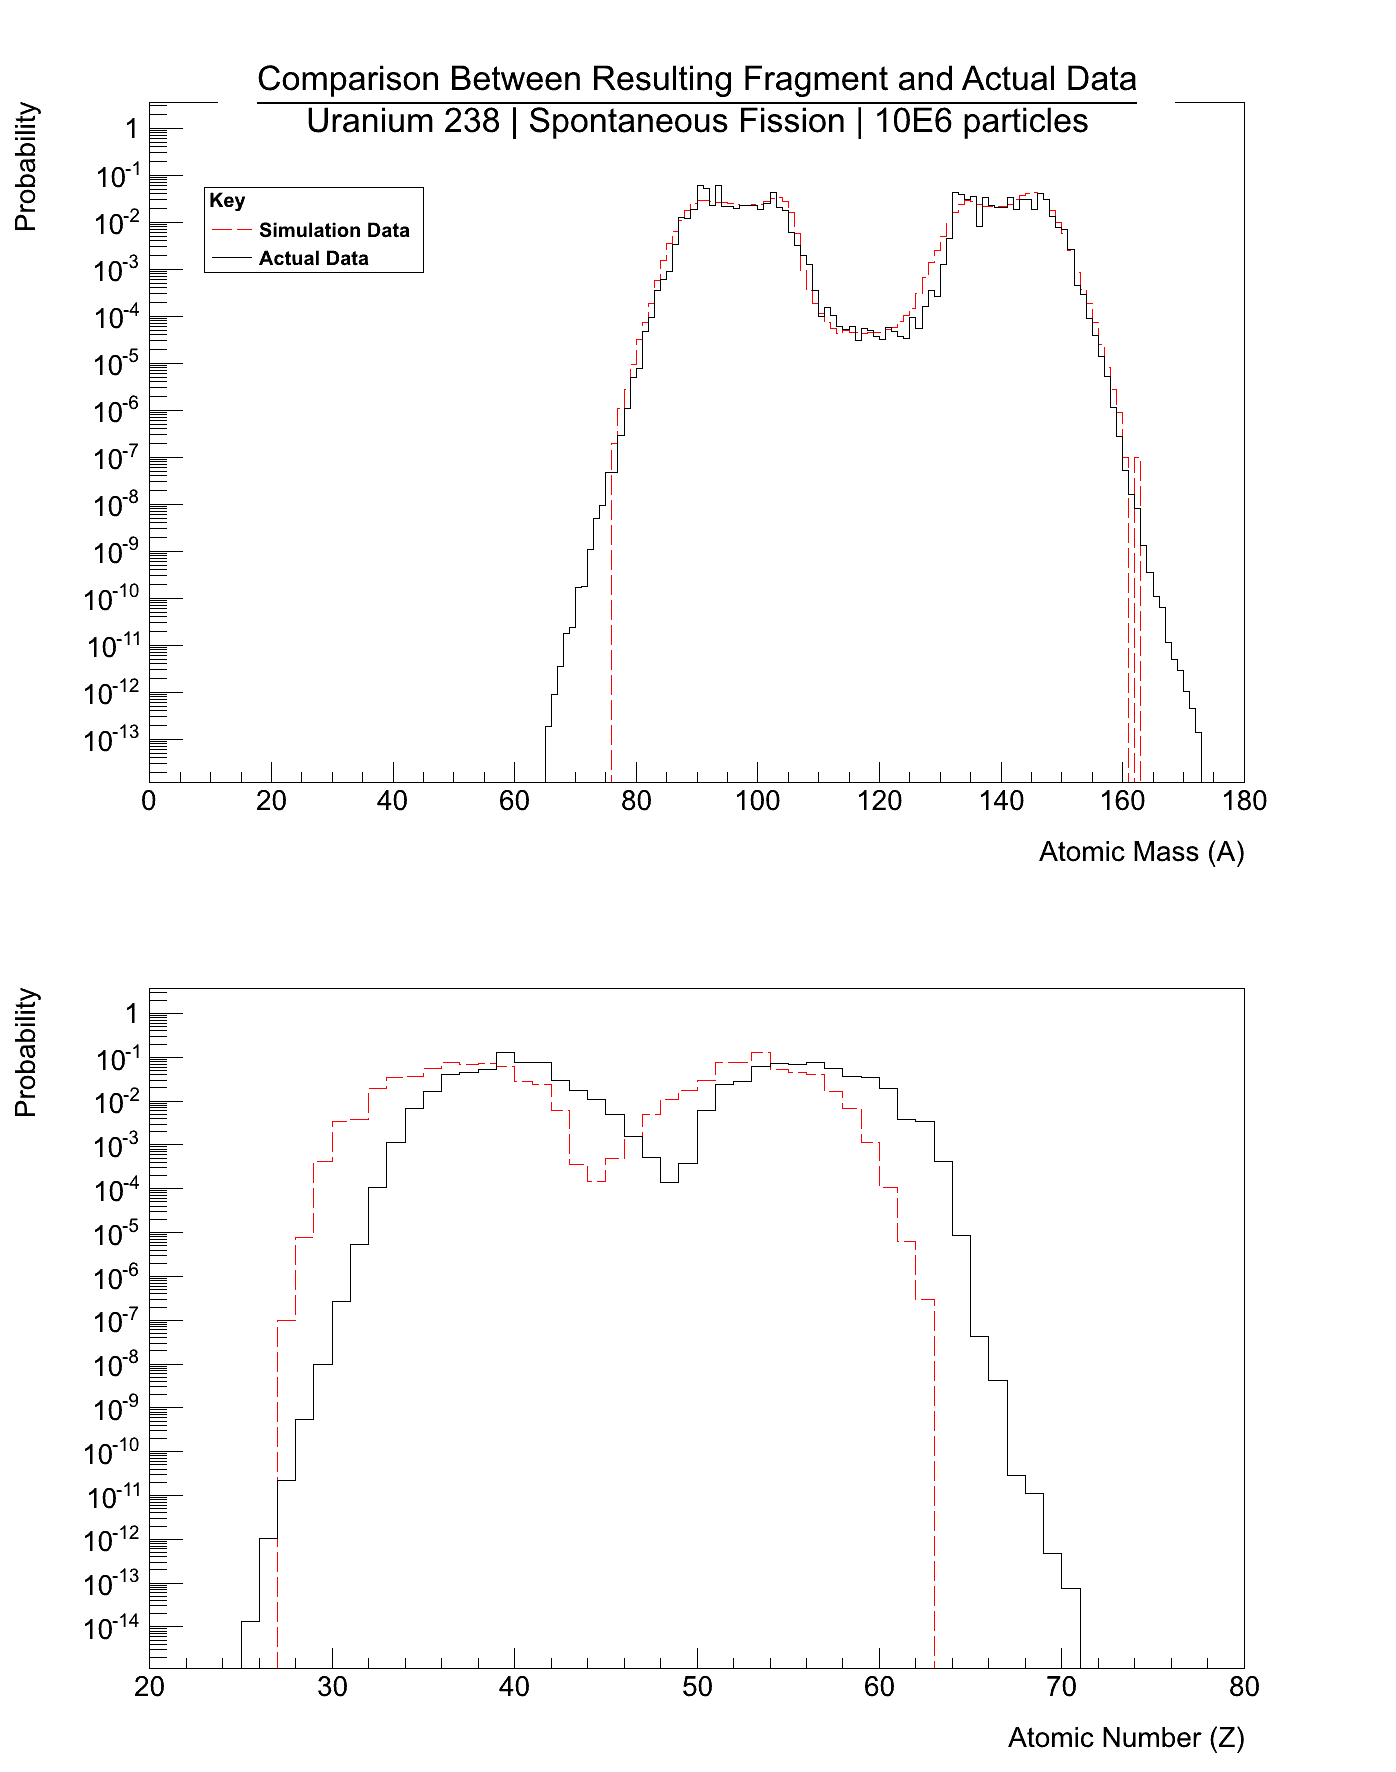 Comparison Between Resulting Fragment and Actual Data
Uranium 238 | Spontaneous Fission | 10E6 particles
Probability
Key
Simulation Data
Actual Data
1
10-1
10-2
10-3
10-4
10-5
10-6
10-7
10-8
10-9
10-10
10-11
10-12
10-13
0 20 40 60 80 100 120 140 160 180
Atomic Mass (A)
Probability
1
10-1
10-2
10-3
10-4
10-5
10-6
10-7
10-8
10-9
10-10
10-11
10-12
10-13
10-14
20 30 40 50 60 70 80
Atomic Number (Z)